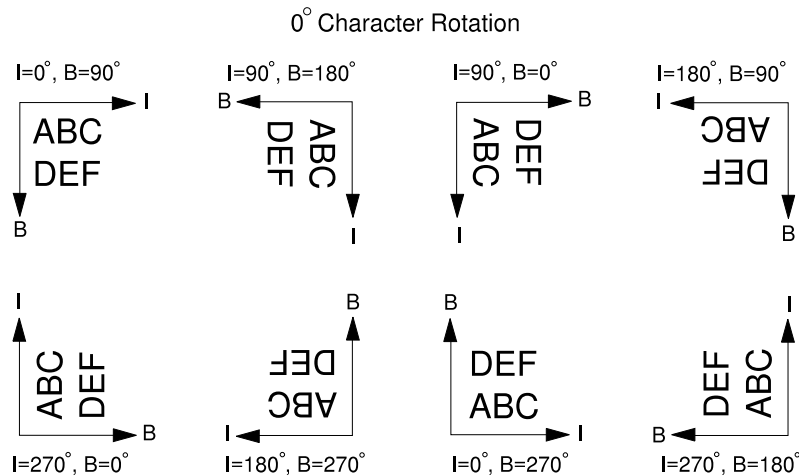 0° Character Rotation
I=0°, B=90°
I
ABC
DEF
B
I=90°, B=180°
B
ABC
DEF
I
I=90°, B=0°
B
ABC
DEF
I
I=180°, B=90°
I
ABC
DEF
B
I
ABC
DEF
B
I=270°, B=0°
B
DEF
ABC
I
I=180°, B=270°
B
DEF
ABC
I
I=0°, B=270°
I
DEF
ABC
B
I=270°, B=180°